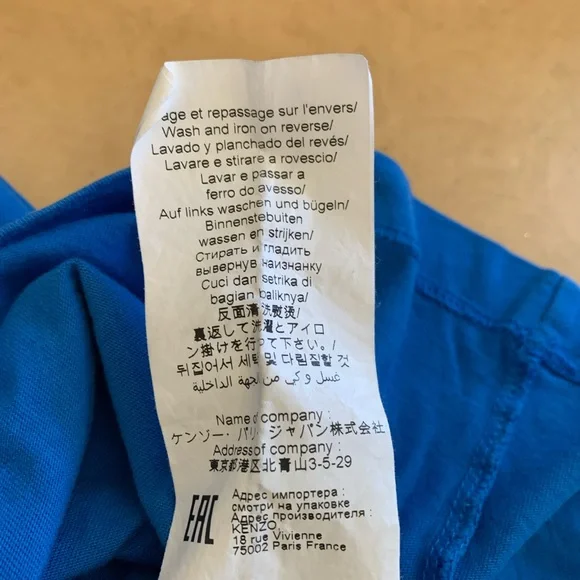 age et repassage sur l'envers/
Wash and iron on reverse/
Lavado y planchado del revés/
Lavare e stirare a rovescio/
Lavar e passar a
ferro do avesso/
Auf links waschen und bügeln/
Binnenstebuiten
wassen en strijken/
Стирать и гладить
вывернув наизнанку
Cuci dan setrika di
bagian baliknya/
反面清洗熨烫/
裏返して洗濯とアイロ
ン掛けを行って下さい。/
뒤집어서 세탁 및 다림질할 것
غسل وكي من الجهة الداخلية
Name of company :
ケンゾー・パリ ジャパン株式会社
Address of company :
東京都港区北青山3-5-29
EAC
Адрес импортера :
смотри на упаковке
Адрес производителя :
KENZO,
18 rue Vivienne
75002 Paris France